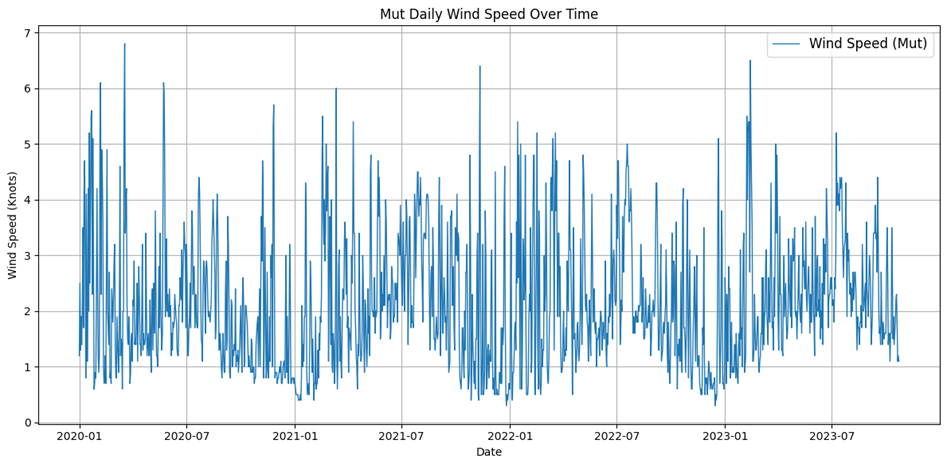 Mut Daily Wind Speed Over Time
Wind Speed (Mut)
Wind Speed (Knots)
7
6
5
4
3
2
1
0
2020-01 2020-07 2021-01 2021-07 2022-01 2022-07 2023-01 2023-07
Date